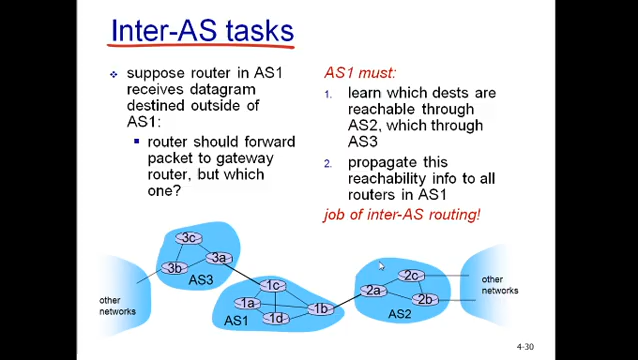 Inter-AS tasks
suppose router in AS1
receives datagram
destined outside of
AS1:
router should forward
packet to gateway
router, but which
one?
AS1 must:
1. learn which dests are
reachable through
AS2, which through
AS3
2. propagate this
reachability info to all
routers in AS1
job of inter-AS routing!
3c
3a
3b
AS3
other
networks
1c
1a
1d
1b
AS1
2c
2a
2b
AS2
other
networks
4-30